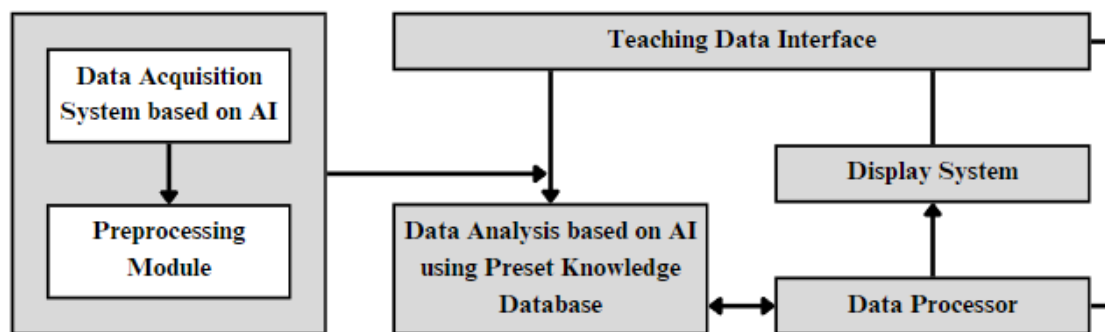 Data Acquisition
System based on AI
Preprocessing
Module
Teaching Data Interface
Data Analysis based on AI
using Preset Knowledge
Database
Display System
Data Processor